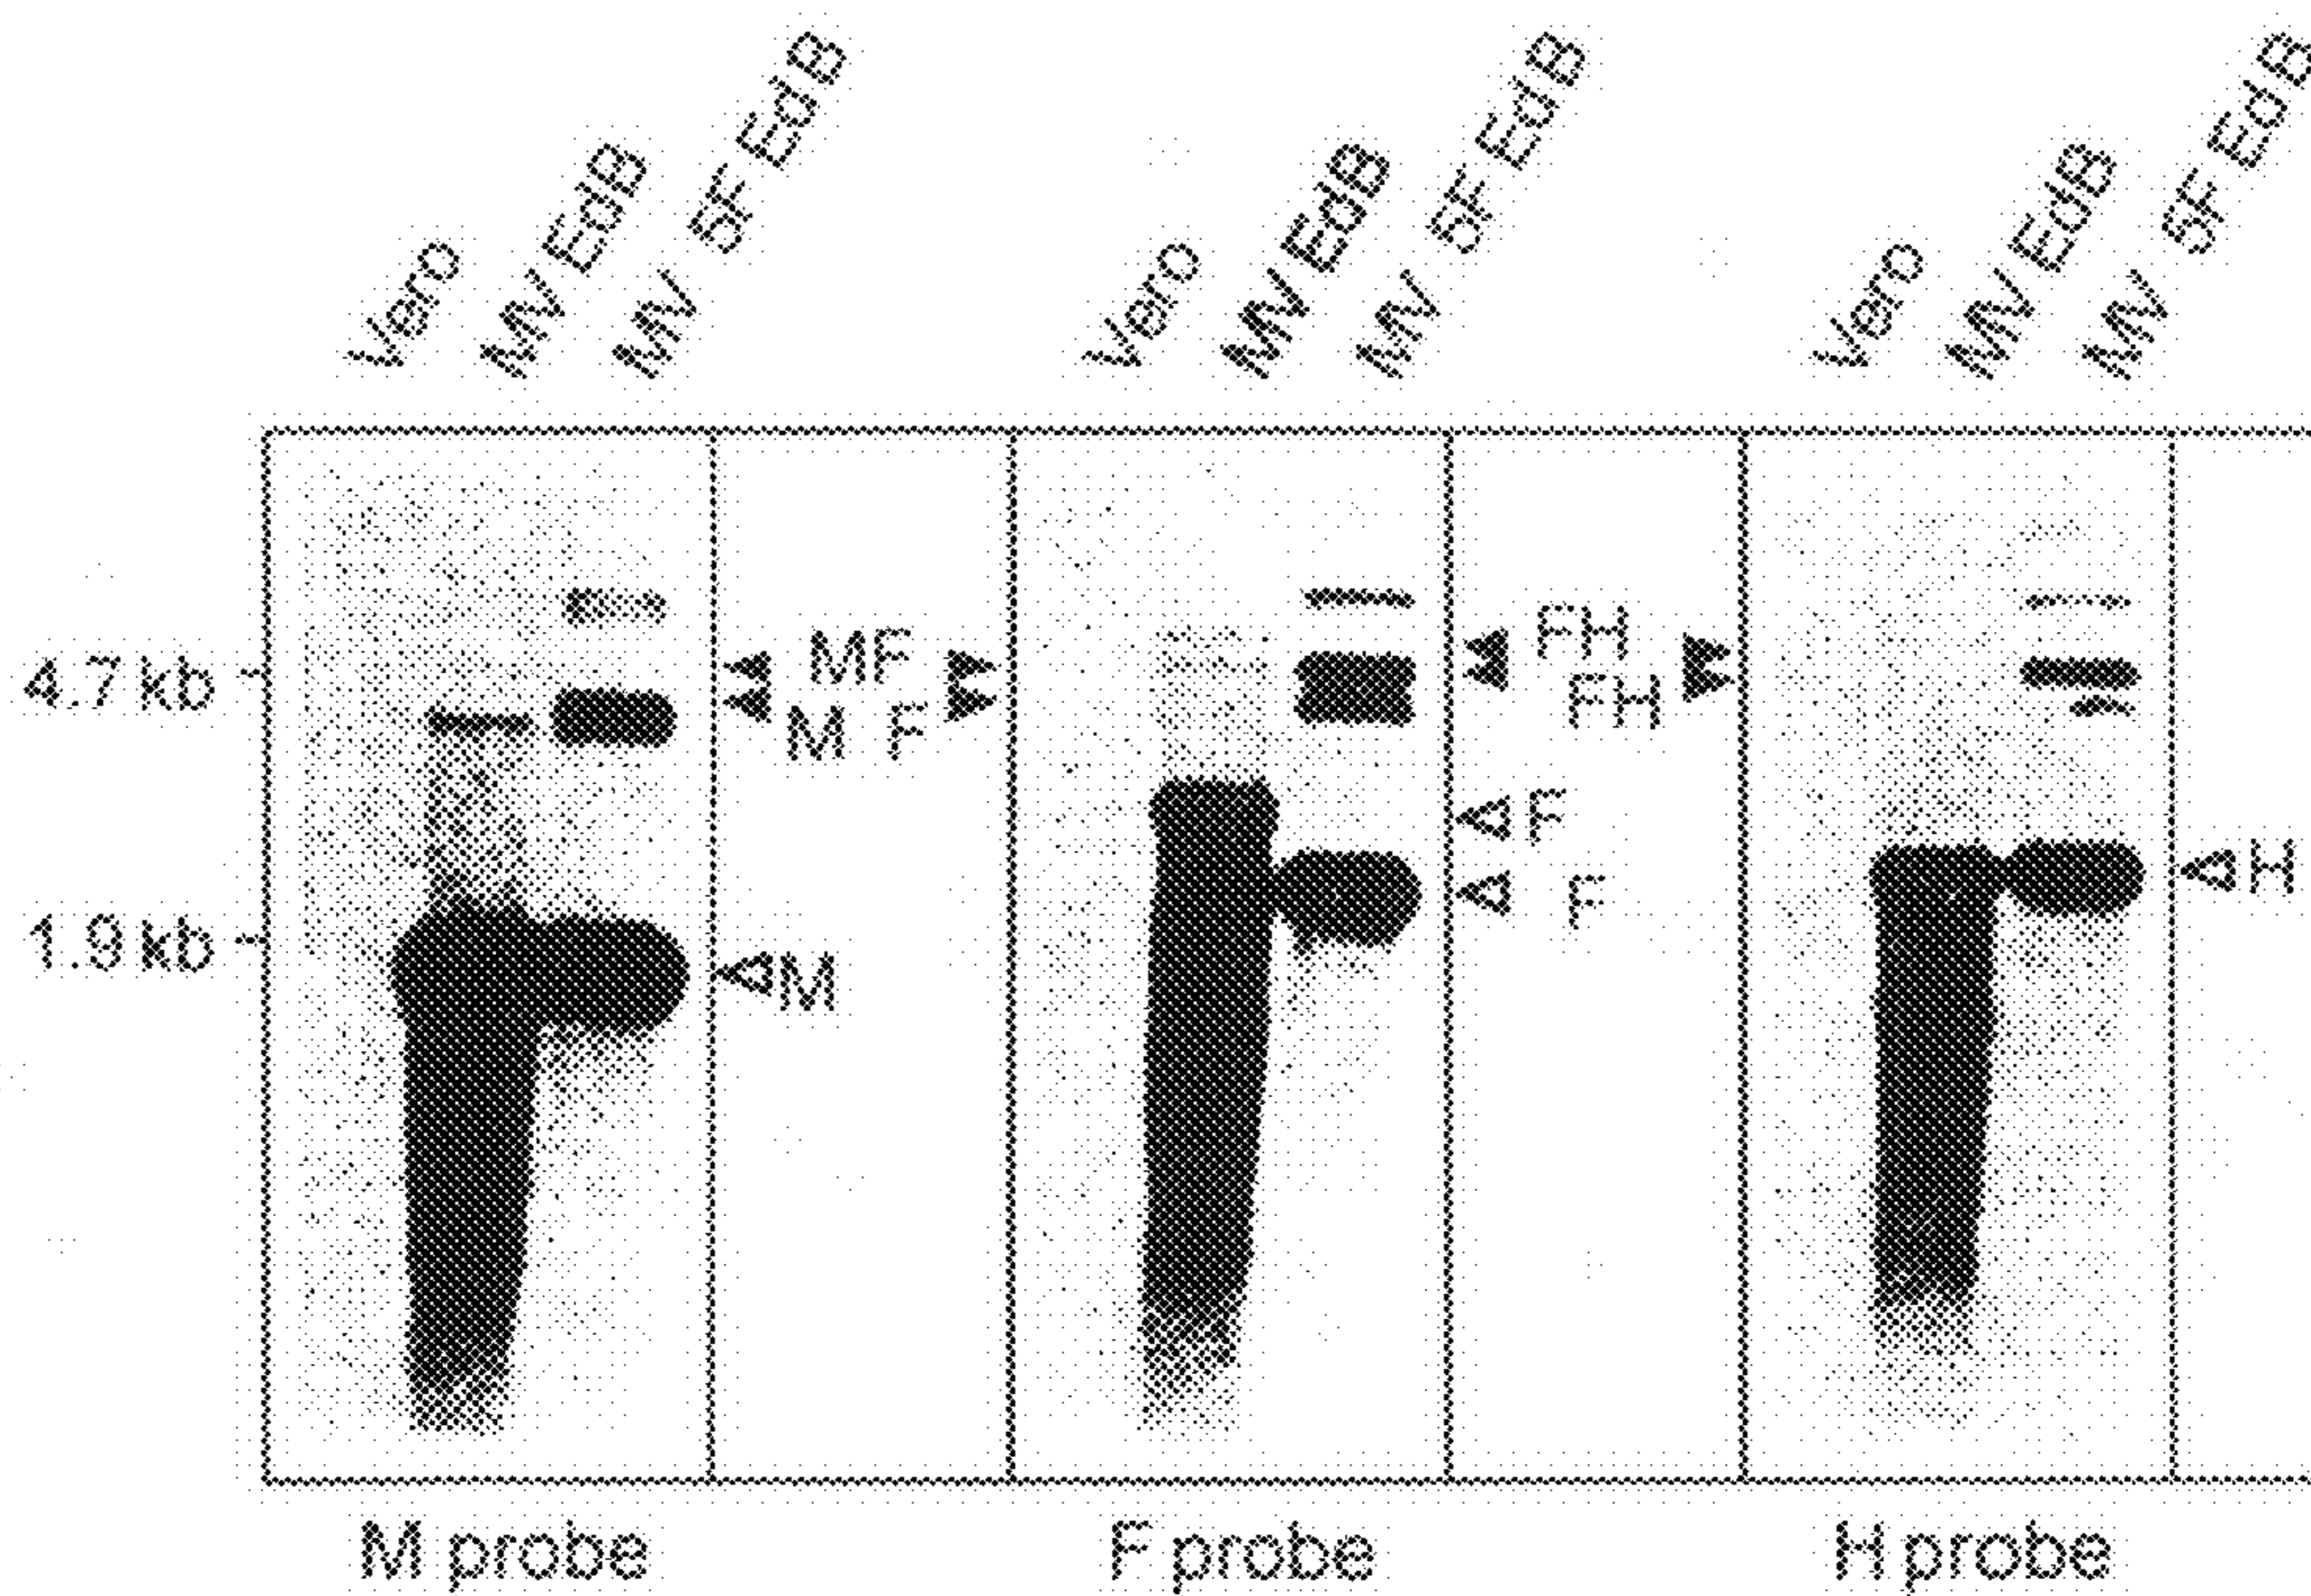 Vero MV EdB MV 5F EdB Vero MV EdB MV 5F EdB Vero MV EdB MV 5F EdB
4.7 kb
1.9 kb
MF
M F
M
FH
FH
F
F
H
M probe F probe H probe